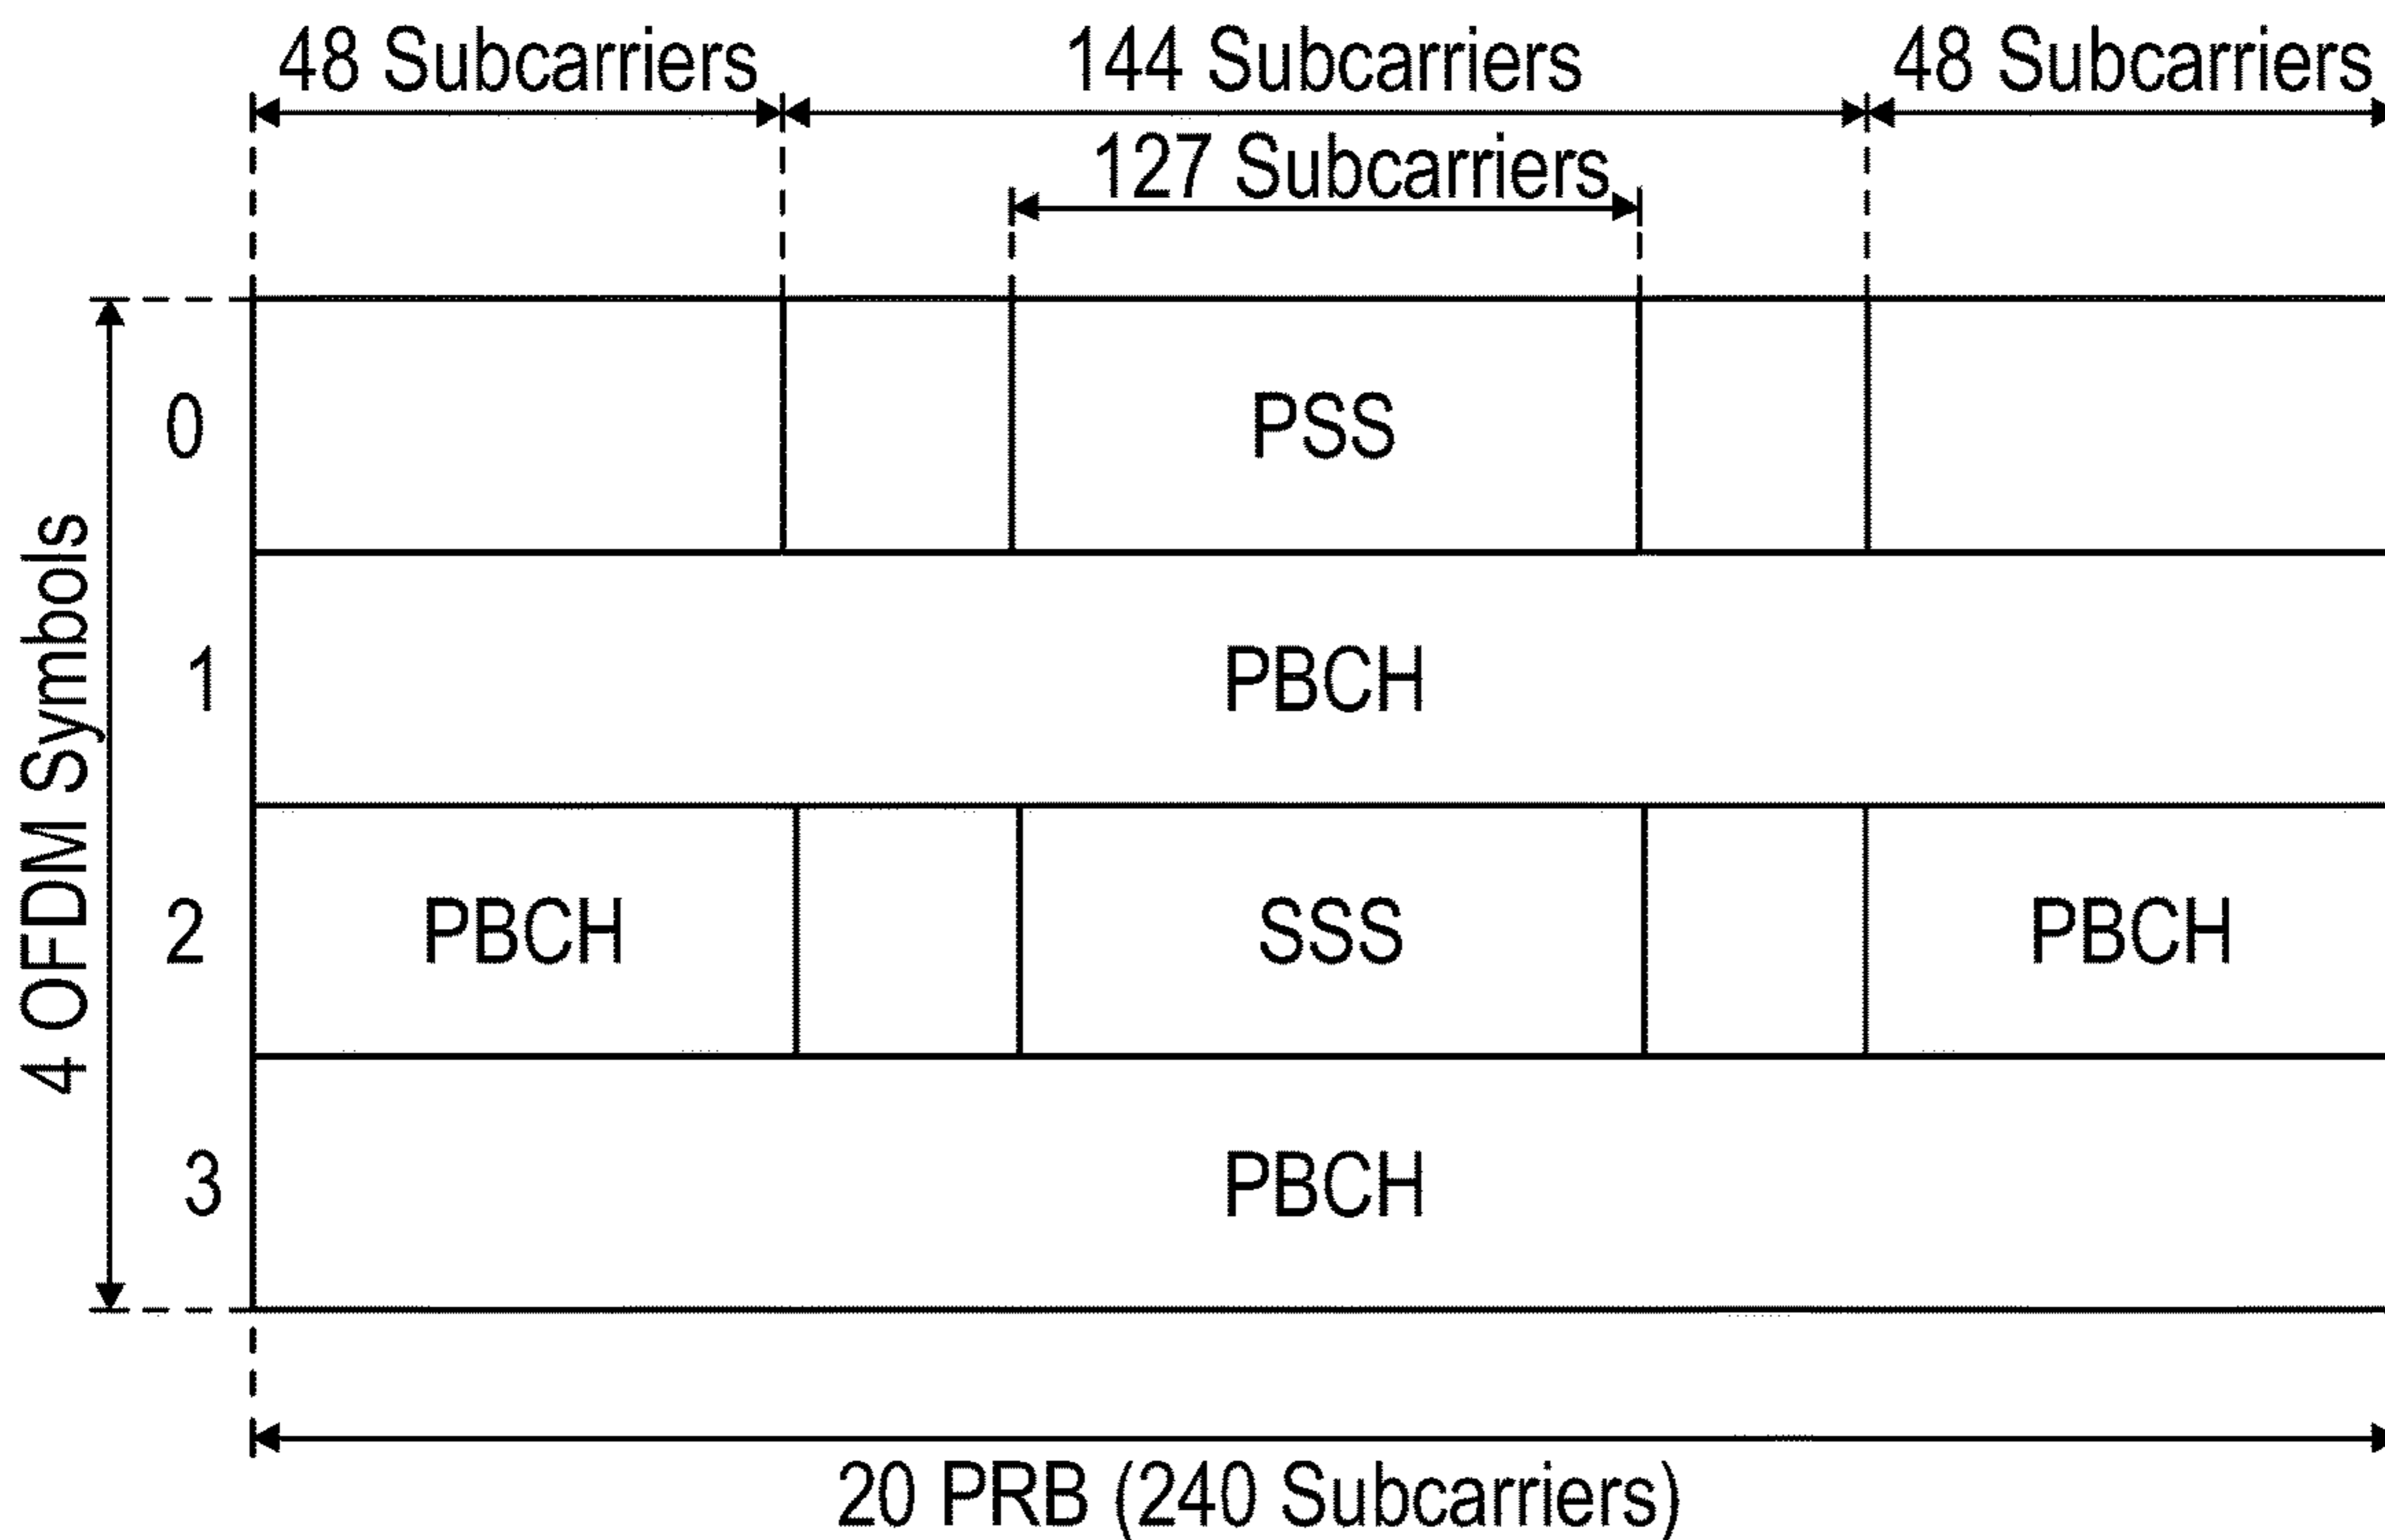 48 Subcarriers 144 Subcarriers 48 Subcarriers
127 Subcarriers
4 OFDM Symbols
0 PSS
1 PBCH
2 PBCH SSS PBCH
3 PBCH
20 PRB (240 Subcarriers)